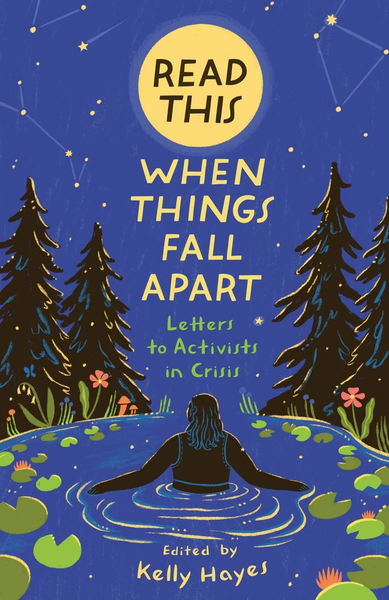 READ
THIS
WHEN
THINGS
FALL
APART
Letters
to Activists
in Crisis
Edited by
Kelly Hayes